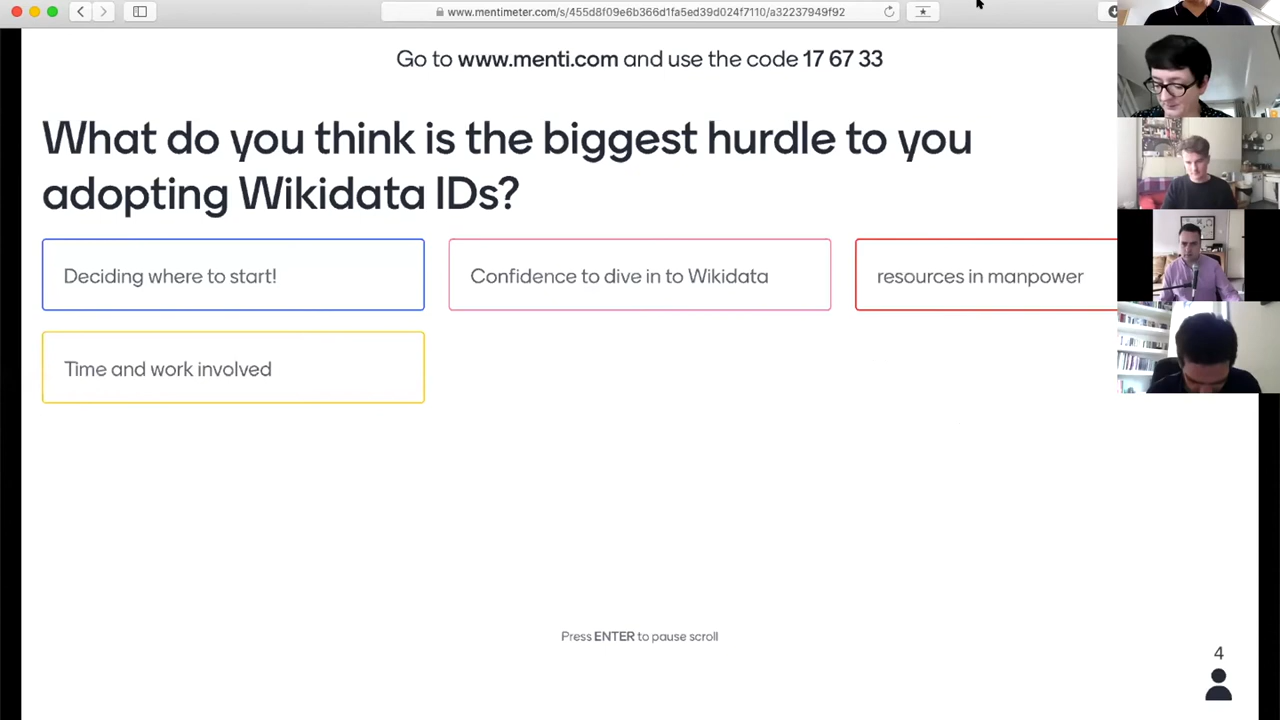 www.mentimeter.com/s/455d8f09e6b366d1fa5ed39d024f7110/a32237949f92
Go to www.menti.com and use the code 17 67 33
What do you think is the biggest hurdle to you
adopting Wikidata IDs?
Deciding where to start!
Confidence to dive in to Wikidata
resources in manpower
Time and work involved
Press ENTER to pause scroll
4